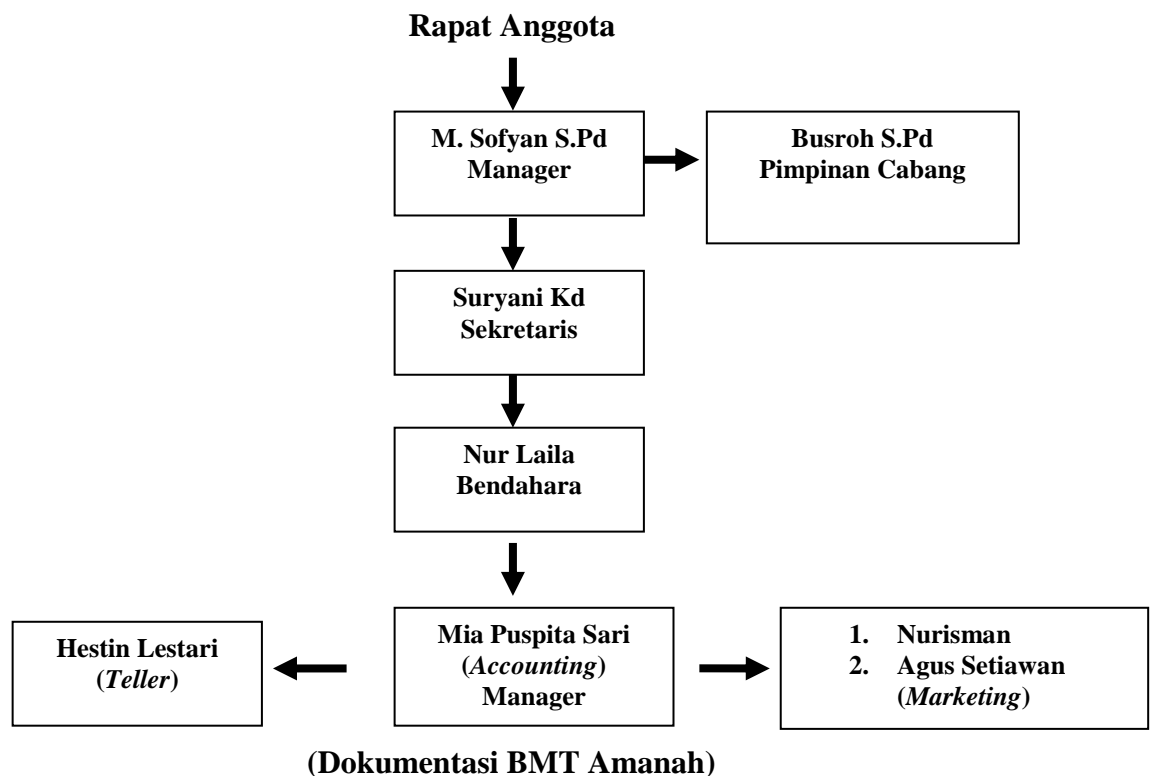 Rapat Anggota
M. Sofyan S.Pd
Manager
Busroh S.Pd
Pimpinan Cabang
Suryani Kd
Sekretaris
Nur Laila
Bendahara
Hestin Lestari
(Teller)
Mia Puspita Sari
(Accounting)
Manager
1. Nurisman
2. Agus Setiawan
(Marketing)
(Dokumentasi BMT Amanah)